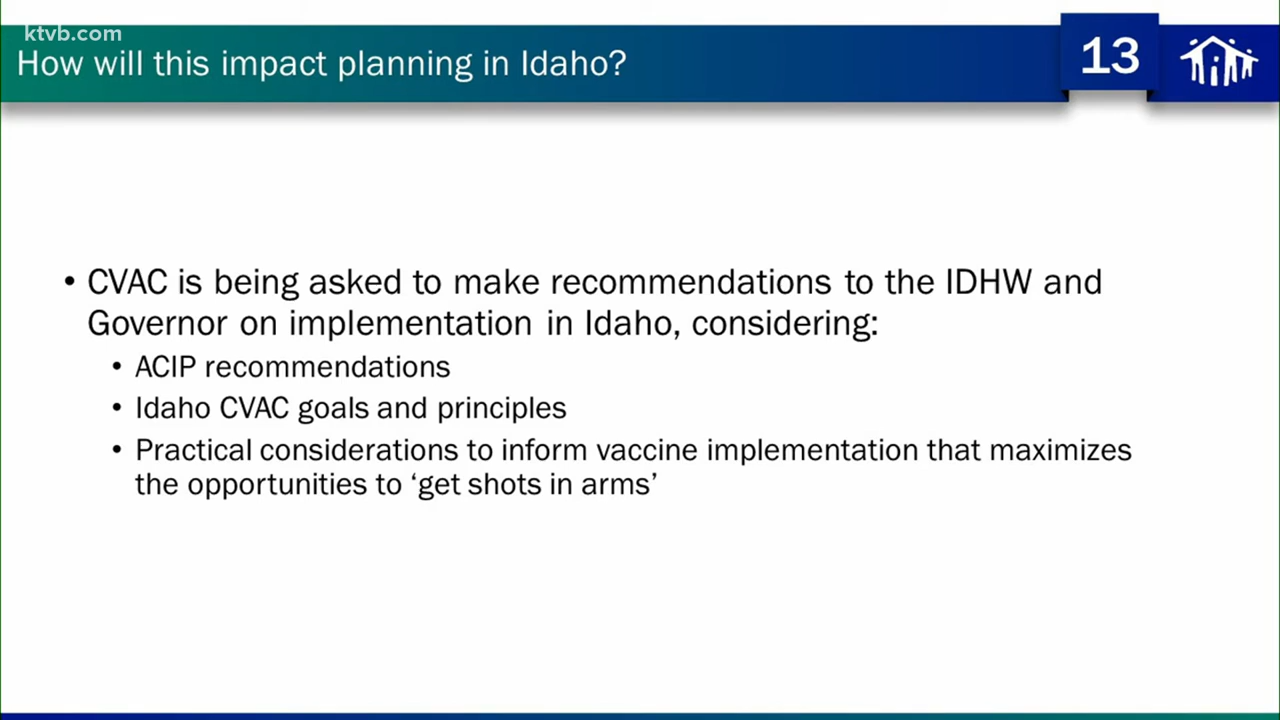 ktvb.com
How will this impact planning in Idaho?
13
• CVAC is being asked to make recommendations to the IDHW and
Governor on implementation in Idaho, considering:
• ACIP recommendations
• Idaho CVAC goals and principles
• Practical considerations to inform vaccine implementation that maximizes
the opportunities to ‘get shots in arms’